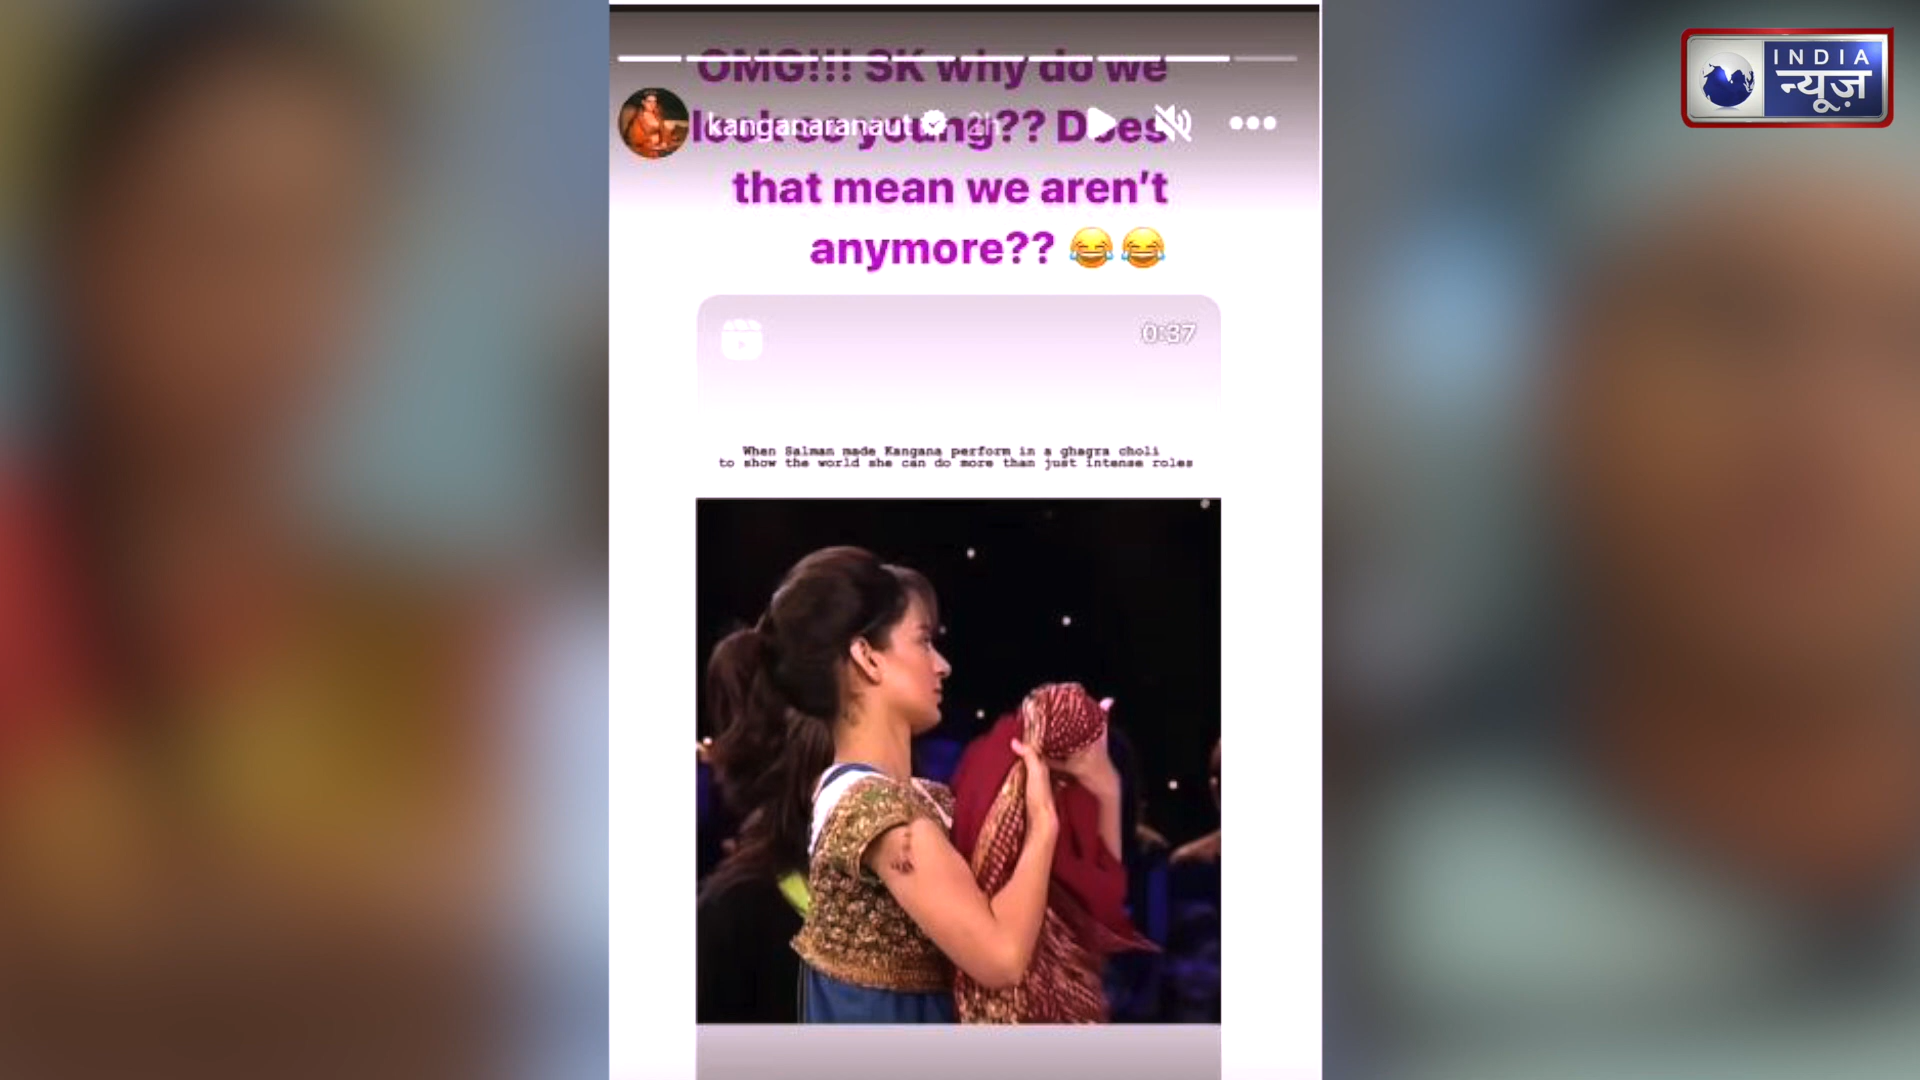 OMG!!! SK why do we
look so young?? Does
kanganaranaut 2h
that mean we aren't
anymore?? 😂😂
0:37
When Salman made Kangana perform in a ghagra choli
to show the world she can do more than just intense roles
INDIA
न्यूज़